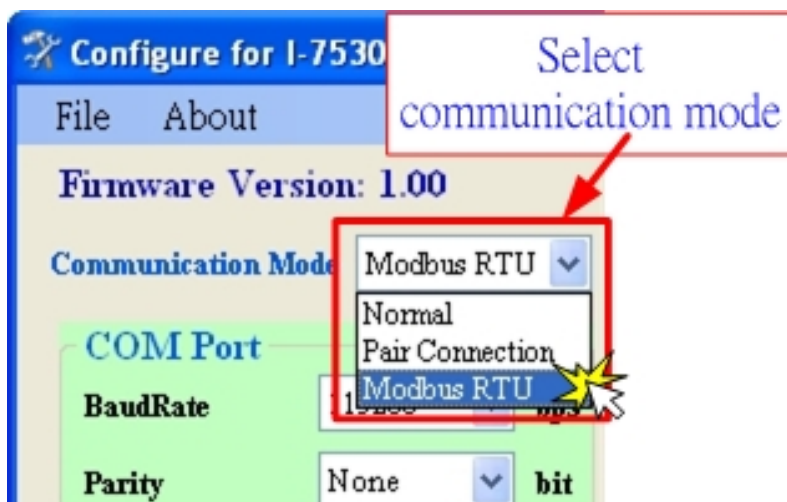 Configure for I-7530
Select
communication mode
File About
Firmware Version: 1.00
Communication Mode Modbus RTU
Normal
Pair Connection
Modbus RTU
COM Port
BaudRate bps
Parity None bit